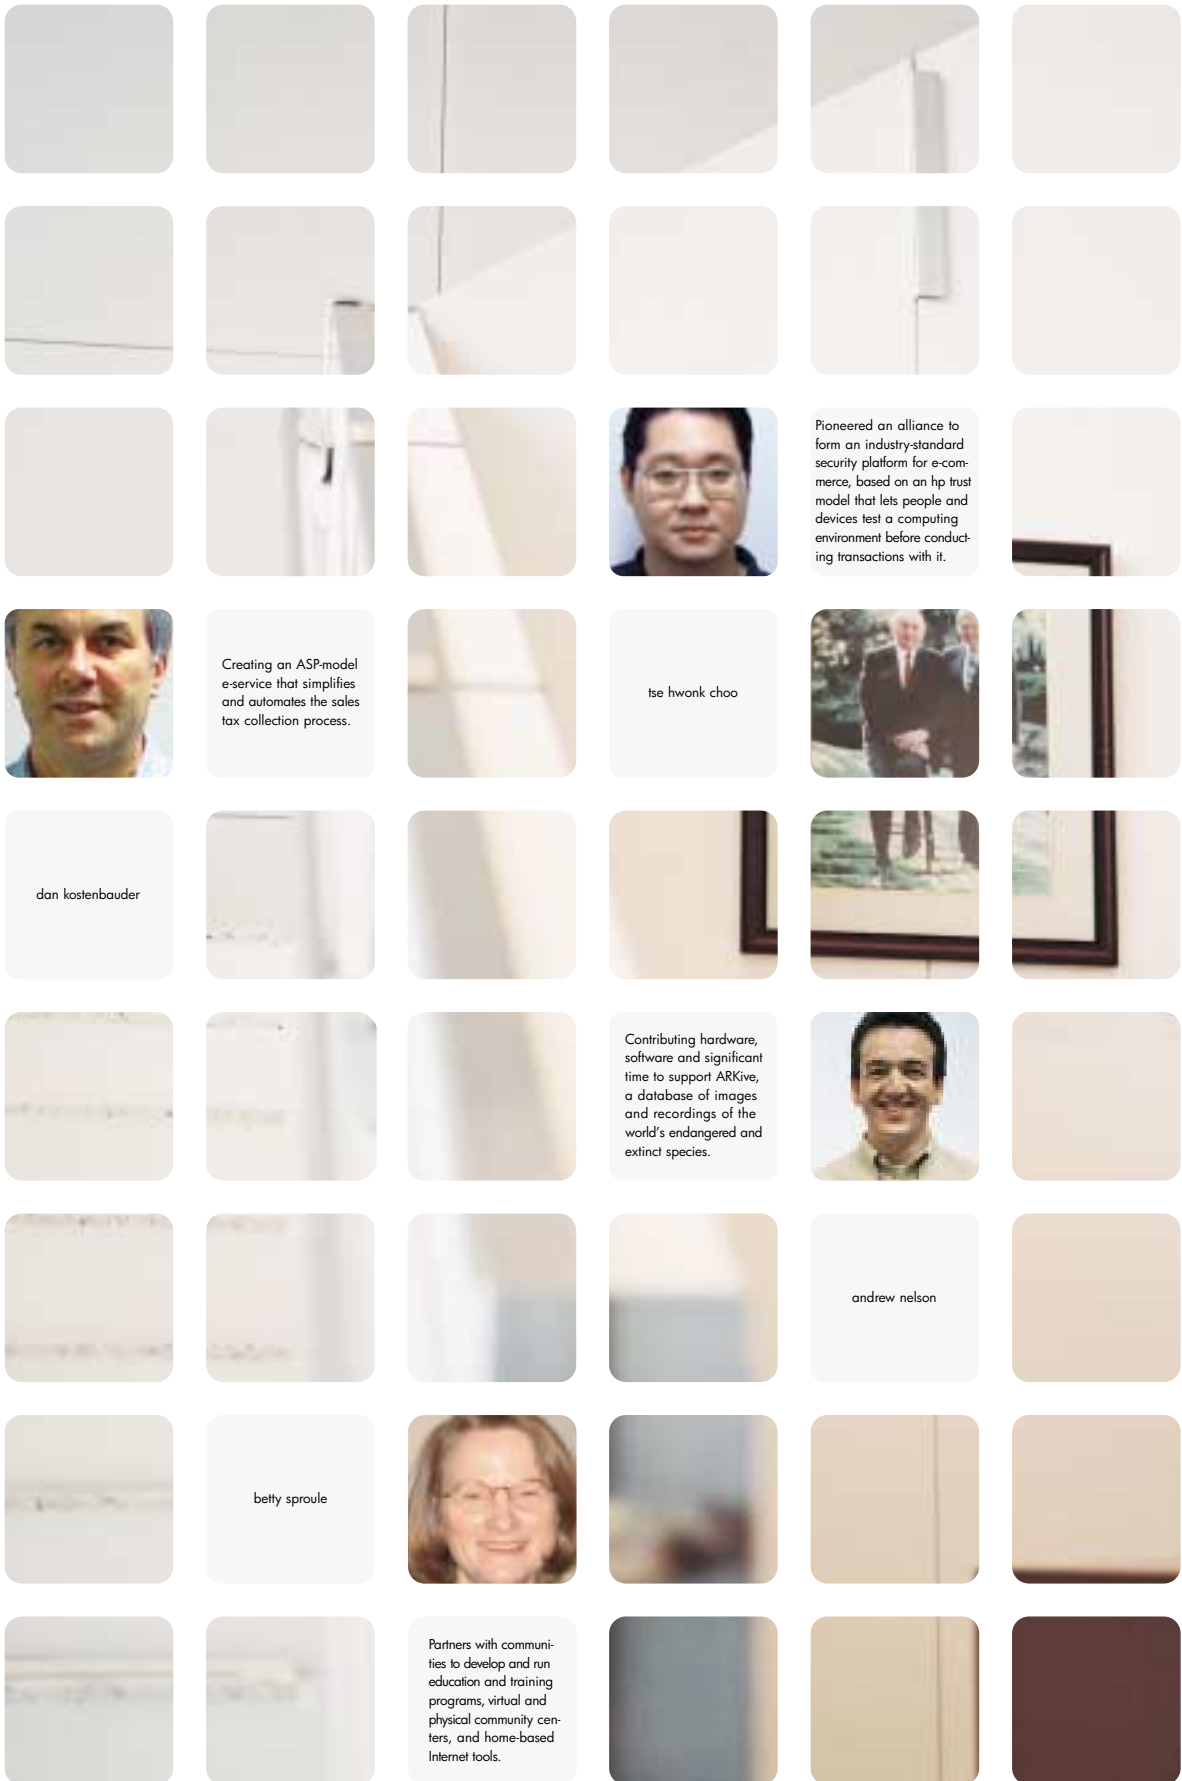 Pioneered an alliance to
form an industry-standard
security platform for e-com-
merce, based on an hp trust
model that lets people and
devices test a computing
environment before conduct-
ing transactions with it.
Creating an ASP-model
e-service that simplifies
and automates the sales
tax collection process.
tse hwonk choo
dan kostenbauder
Contributing hardware,
software and significant
time to support ARKive,
a database of images
and recordings of the
world's endangered and
extinct species.
andrew nelson
betty sproule
Partners with communi-
ties to develop and run
education and training
programs, virtual and
physical community cen-
ters, and home-based
Internet tools.